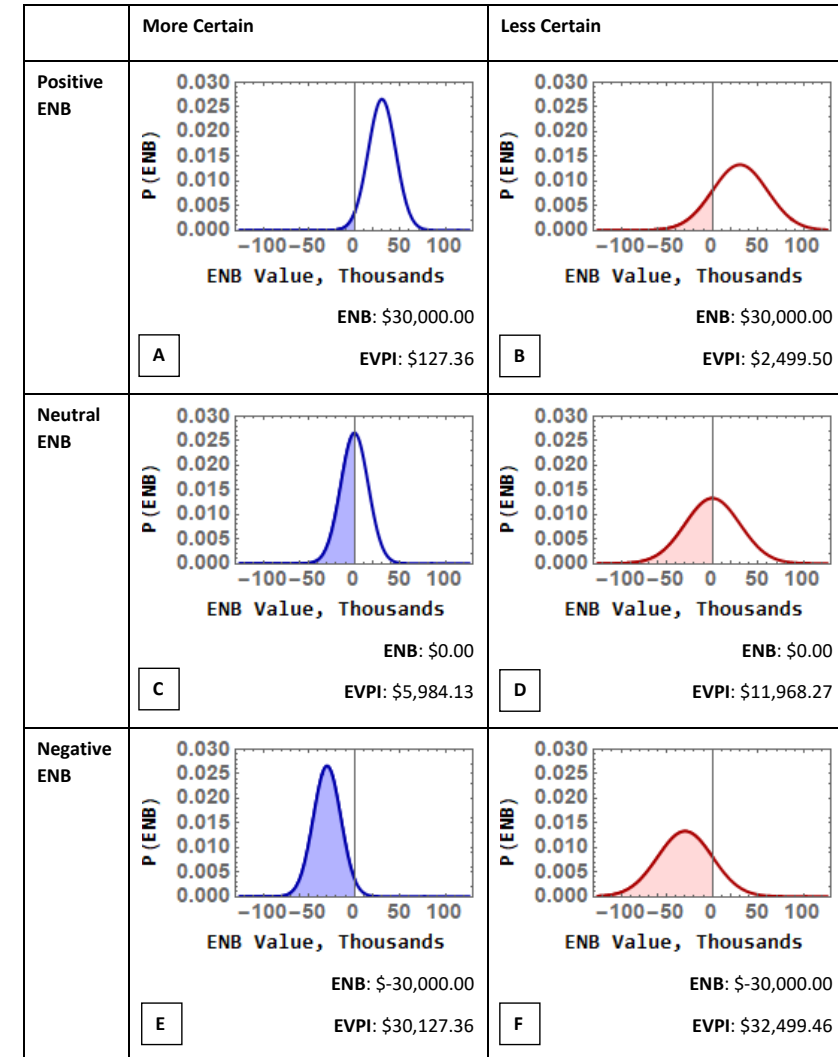 More Certain
Less Certain
Positive
ENB
0.030
0.025
0.020
0.015
0.010
0.005
0.000
P(ENB)
-100-50 0 50 100
ENB Value, Thousands
ENB: $30,000.00
A
EVPI: $127.36
0.030
0.025
0.020
0.015
0.010
0.005
0.000
P(ENB)
-100-50 0 50 100
ENB Value, Thousands
ENB: $30,000.00
B
EVPI: $2,499.50
Neutral
ENB
0.030
0.025
0.020
0.015
0.010
0.005
0.000
P(ENB)
-100-50 0 50 100
ENB Value, Thousands
ENB: $0.00
C
EVPI: $5,984.13
0.030
0.025
0.020
0.015
0.010
0.005
0.000
P(ENB)
-100-50 0 50 100
ENB Value, Thousands
ENB: $0.00
D
EVPI: $11,968.27
Negative
ENB
0.030
0.025
0.020
0.015
0.010
0.005
0.000
P(ENB)
-100-50 0 50 100
ENB Value, Thousands
ENB: $-30,000.00
E
EVPI: $30,127.36
0.030
0.025
0.020
0.015
0.010
0.005
0.000
P(ENB)
-100-50 0 50 100
ENB Value, Thousands
ENB: $-30,000.00
F
EVPI: $32,499.46